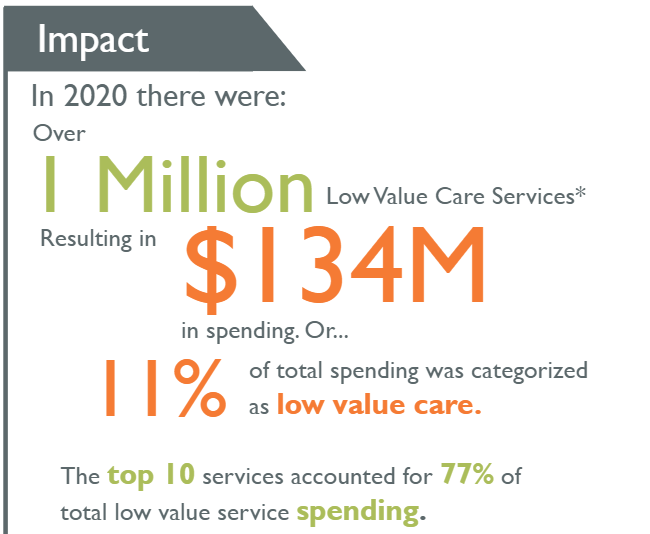 Impact
In 2020 there were:
Over
1 Million Low Value Care Services*
Resulting in $134M
in spending. Or...
11% of total spending was categorized
as low value care.
The top 10 services accounted for 77% of
total low value service spending.